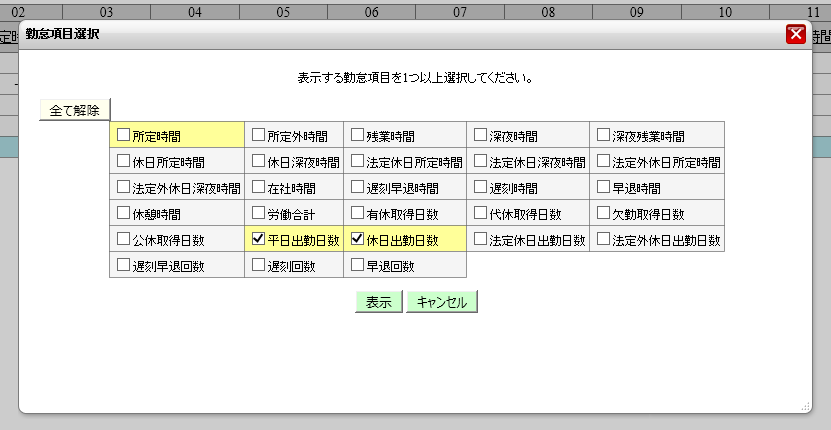 02 03 04 05 06 07 08 09 10 11
勤怠項目選択
表示する勤怠項目を1つ以上選択してください。
全て解除
所定時間 所定外時間 残業時間 深夜時間 深夜残業時間
休日所定時間 休日深夜時間 法定休日所定時間 法定休日深夜時間 法定外休日所定時間
法定外休日深夜時間 在社時間 遅刻早退時間 遅刻時間 早退時間
休憩時間 労働合計 有休取得日数 代休取得日数 欠勤取得日数
公休取得日数 平日出勤日数 休日出勤日数 法定休日出勤日数 法定外休日出勤日数
遅刻早退回数 遅刻回数 早退回数
表示 キャンセル